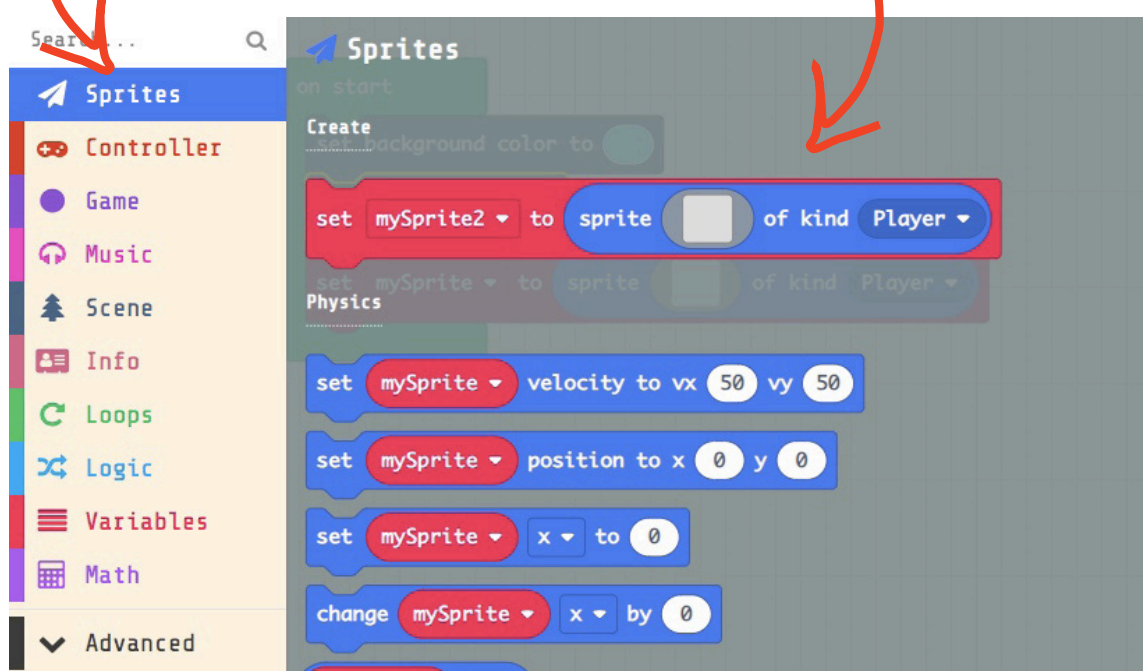 Search...
Sprites
Controller
Game
Music
Scene
Info
Loops
Logic
Variables
Math
Advanced
Sprites
on start
Create
set background color to
set mySprite2 to sprite of kind Player
set mySprite to sprite of kind Player
Physics
set mySprite velocity to vx 50 vy 50
set mySprite position to x 0 y 0
set mySprite x to 0
change mySprite x by 0